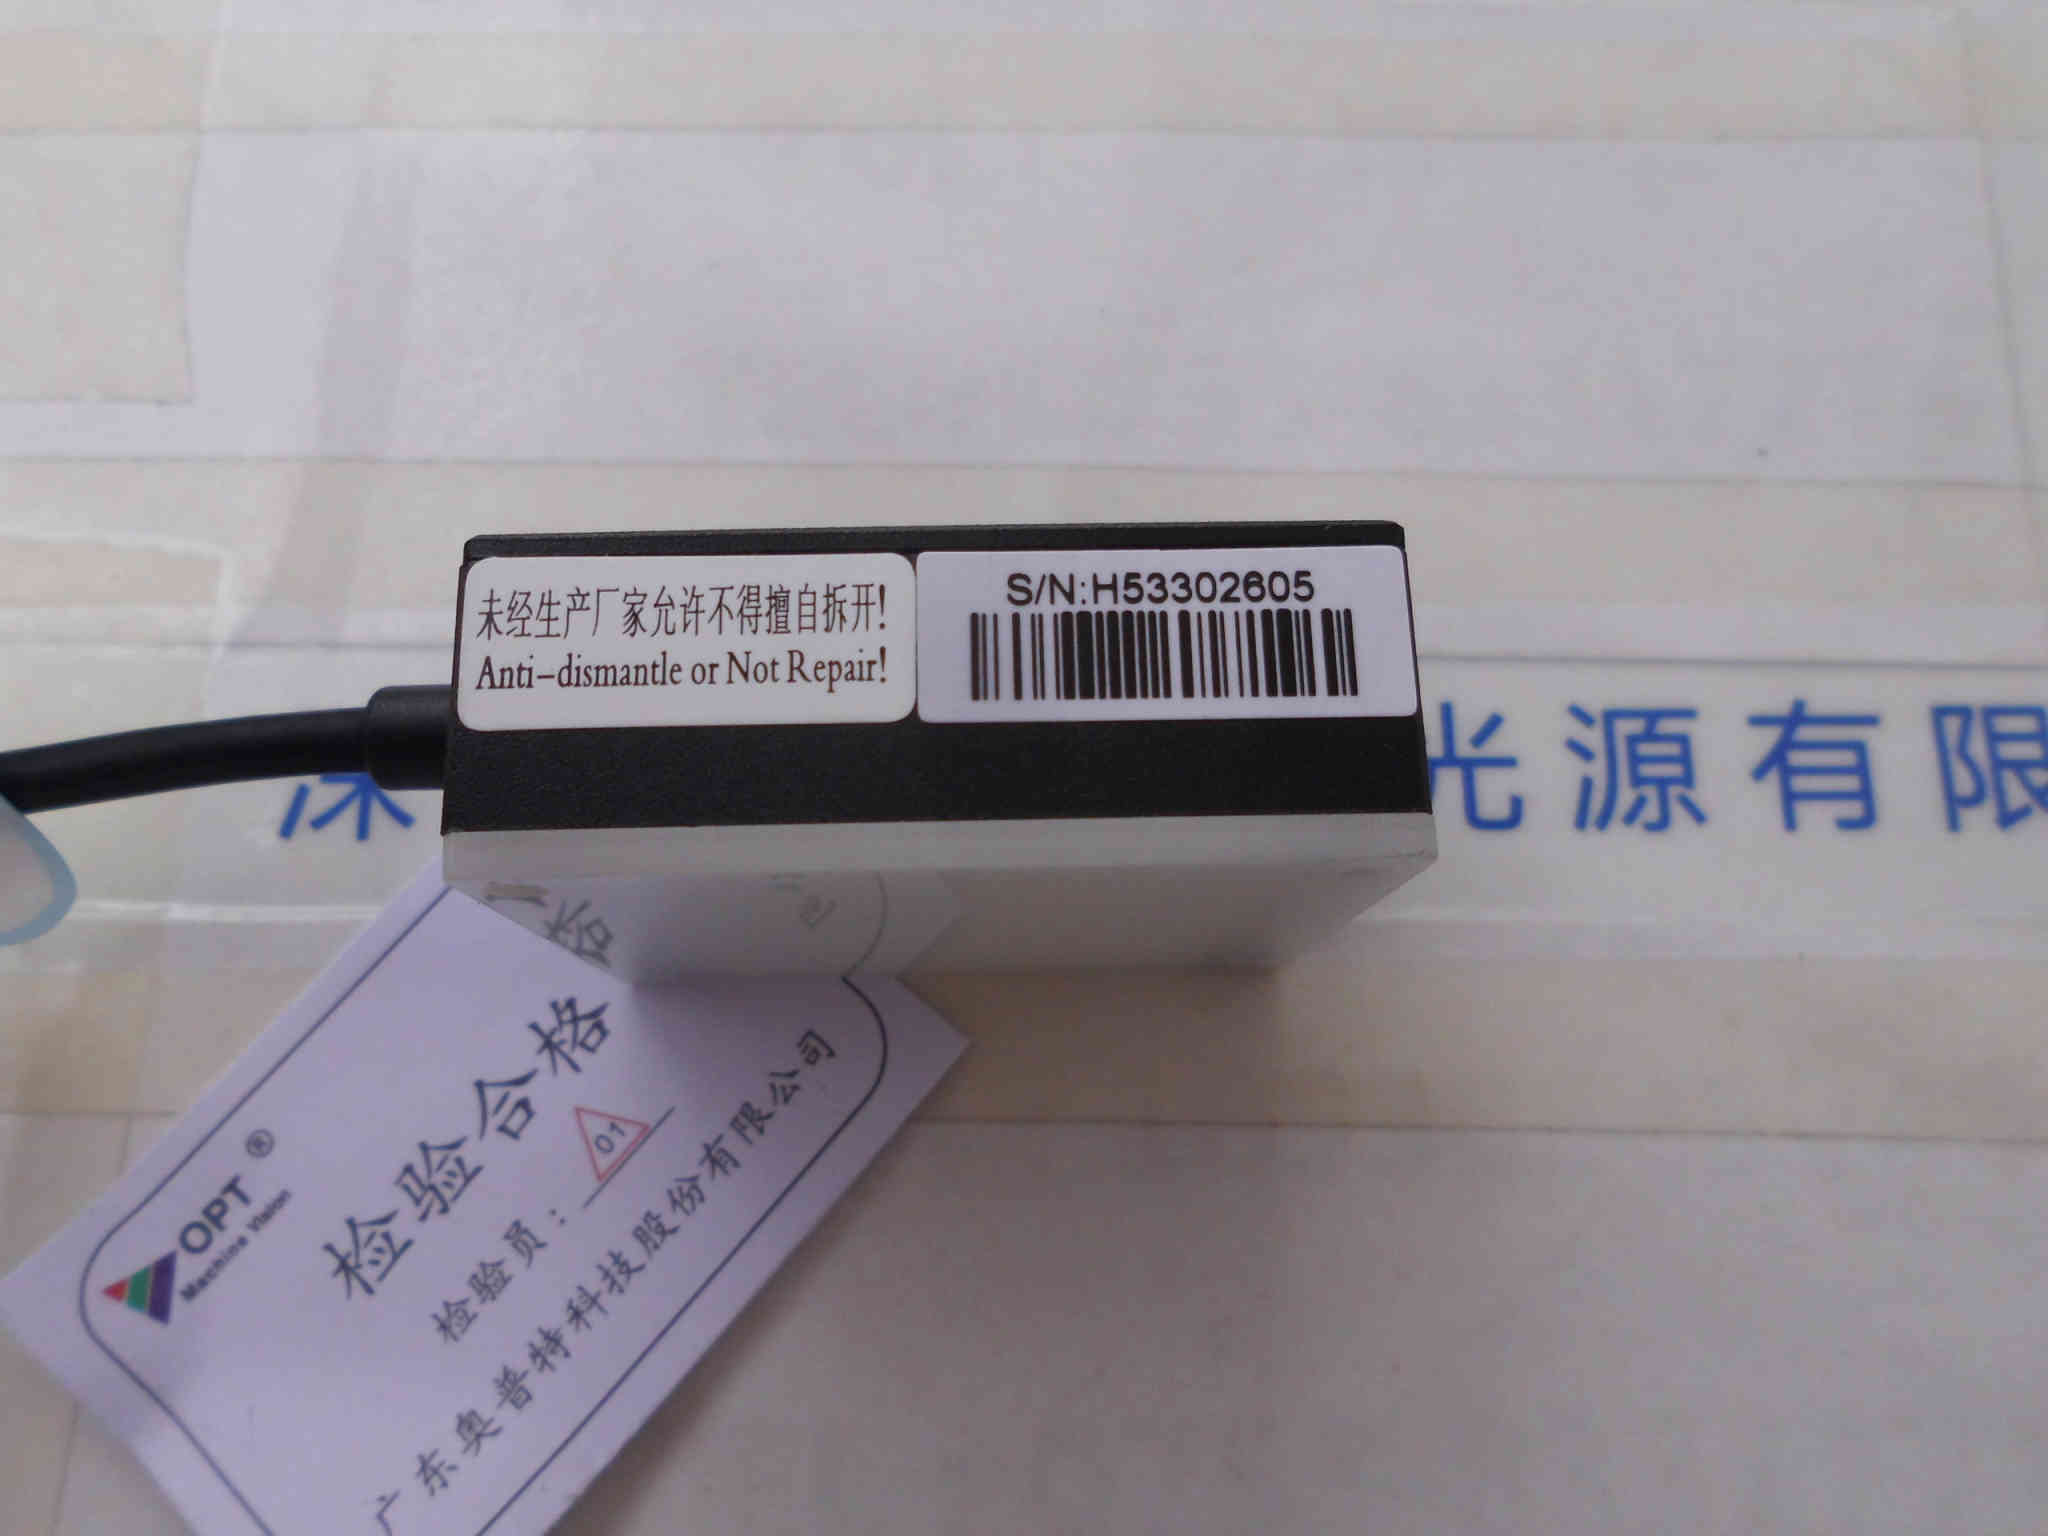 未经生产厂家允许不得擅自拆开!
Anti-dismantle or Not Repair!
S/N:H53302605
光源有限
OPT ®
Machine Vision
检验合格
检验员: 01
广东奥普特科技股份有限公司